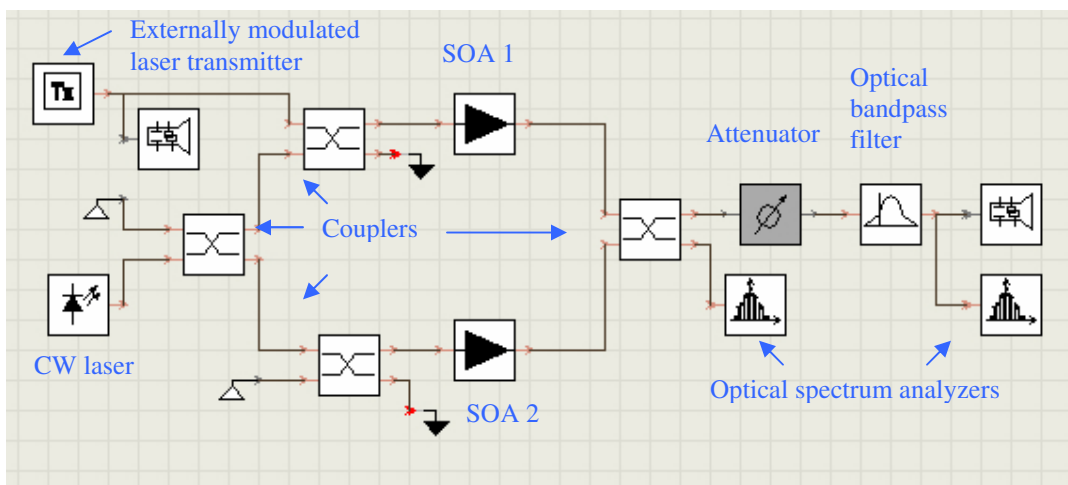 Externally modulated
laser transmitter
SOA 1
Optical
bandpass
filter
Tx
Attenuator
Couplers
CW laser
SOA 2
Optical spectrum analyzers